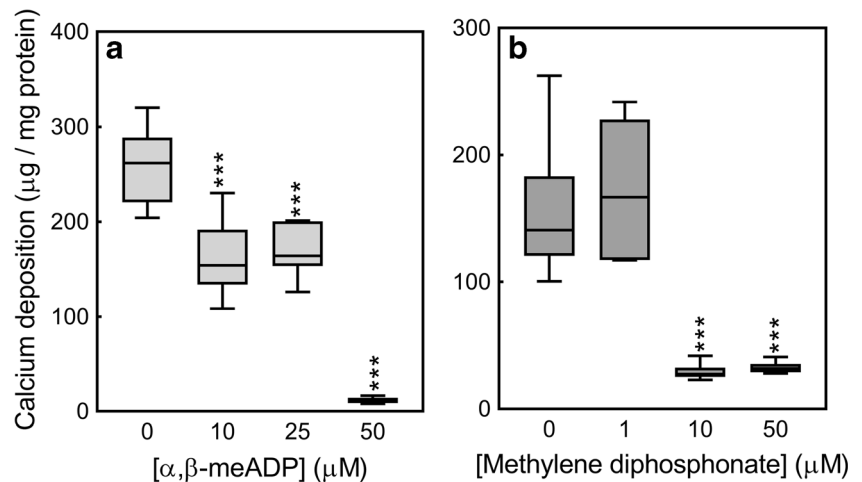 a
Calcium deposition (μg / mg protein)
400
300
200
100
0
***
***
***
0 10 25 50
[α,β-meADP] (μM)
b
300
200
100
0
***
***
0 1 10 50
[Methylene diphosphonate] (μM)